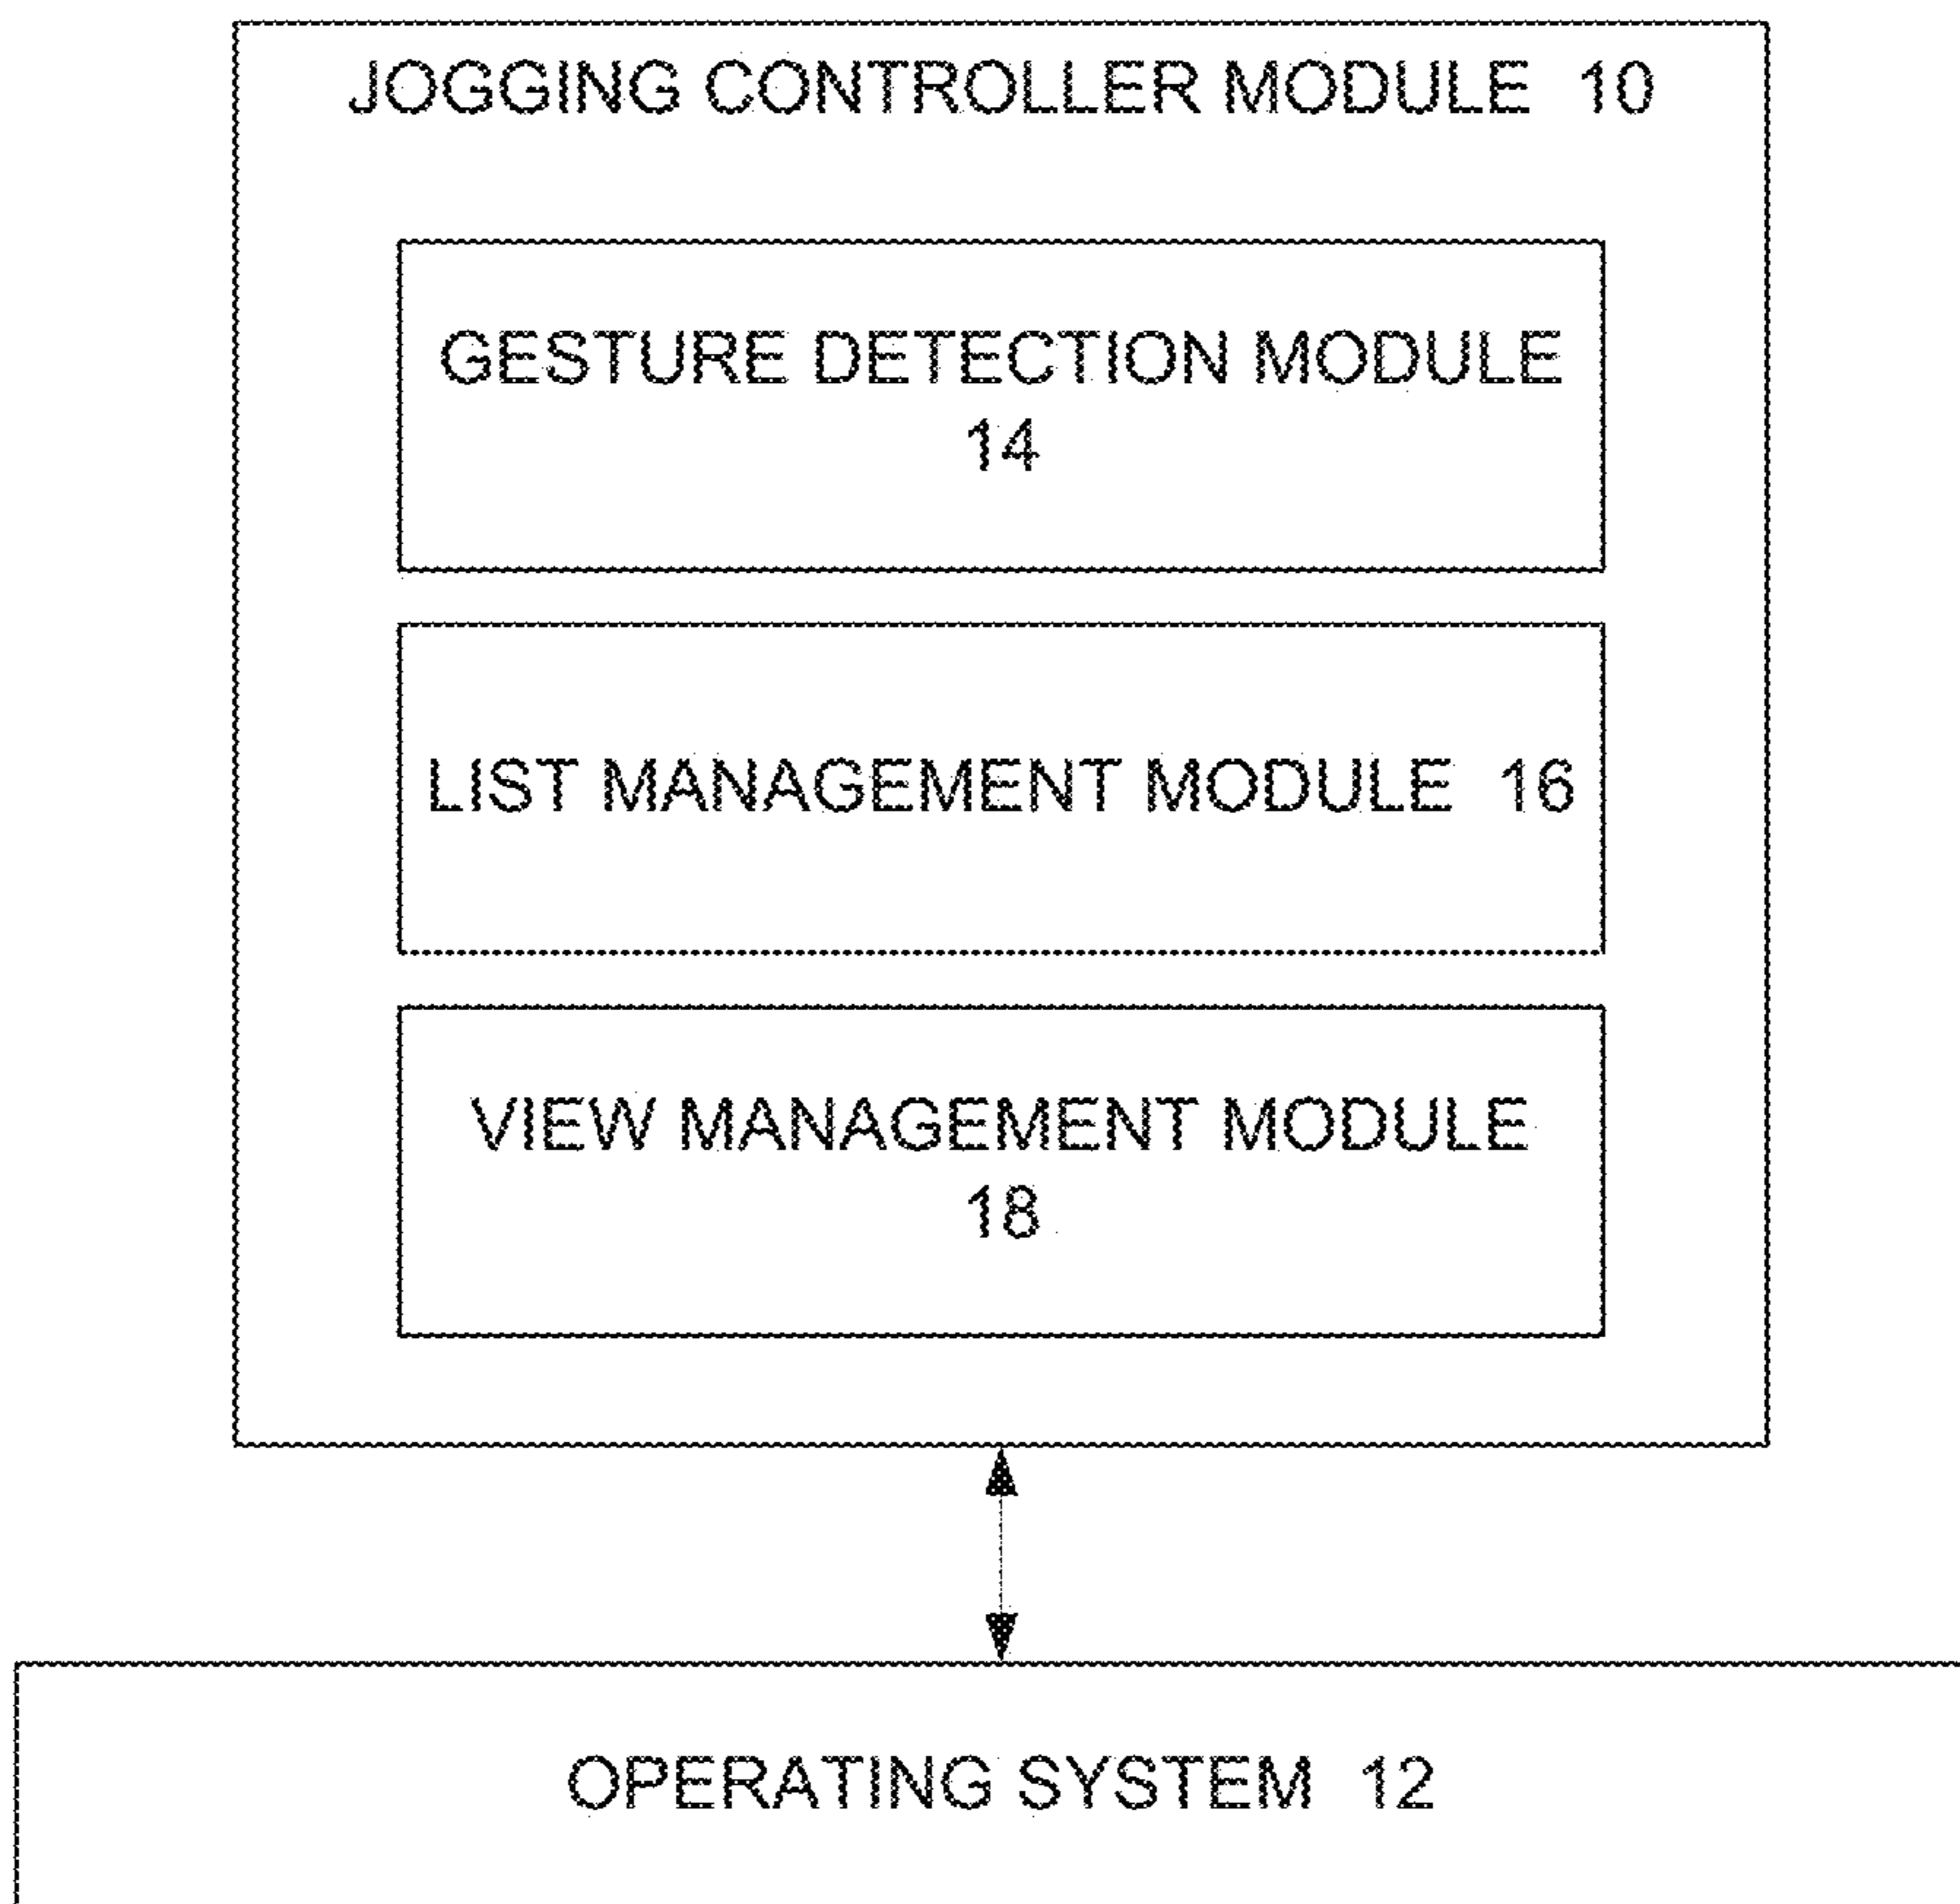 JOGGING CONTROLLER MODULE 10
GESTURE DETECTION MODULE
14
LIST MANAGEMENT MODULE 16
VIEW MANAGEMENT MODULE
18
OPERATING SYSTEM 12